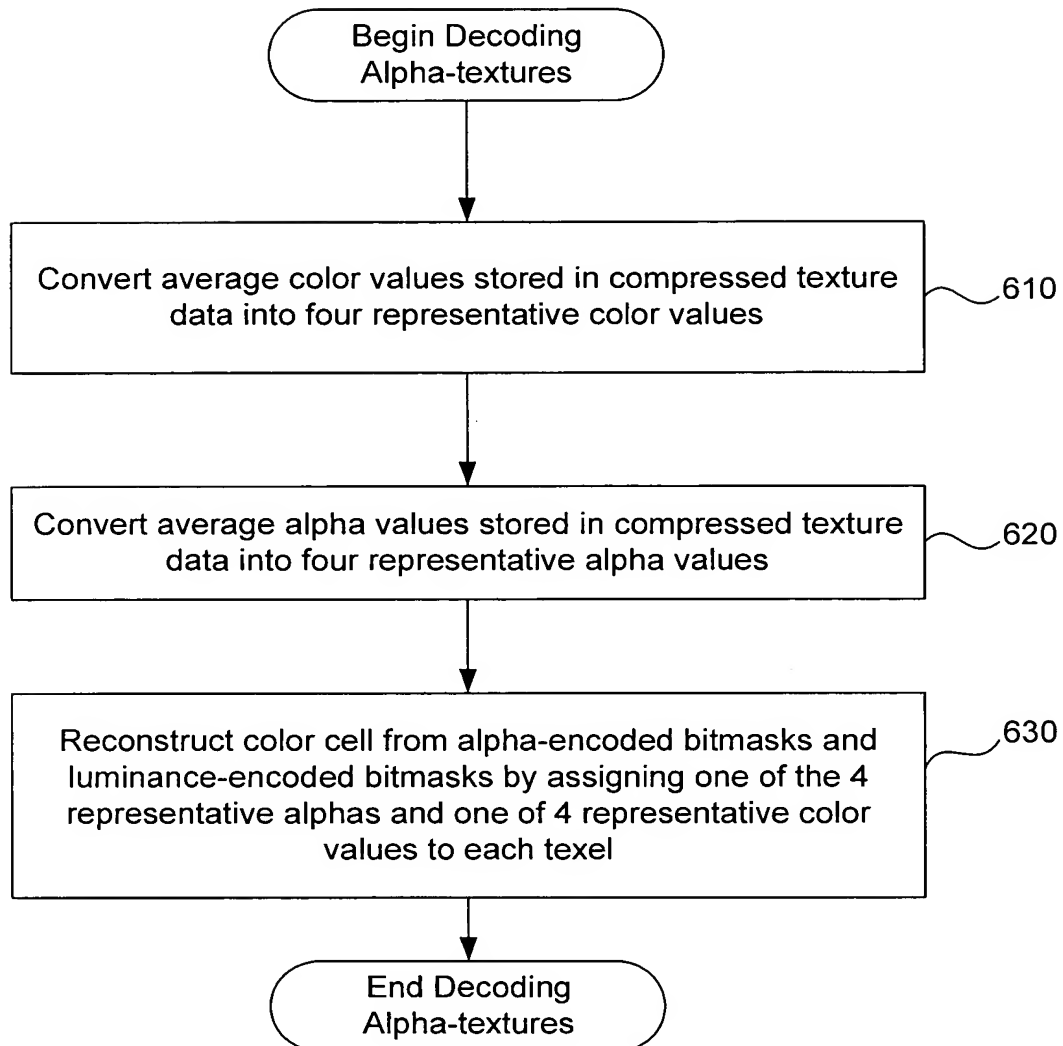 Begin Decoding
Alpha-textures
Convert average color values stored in compressed texture
data into four representative color values
610
Convert average alpha values stored in compressed texture
data into four representative alpha values
620
Reconstruct color cell from alpha-encoded bitmasks and
luminance-encoded bitmasks by assigning one of the 4
representative alphas and one of 4 representative color
values to each texel
630
End Decoding
Alpha-textures